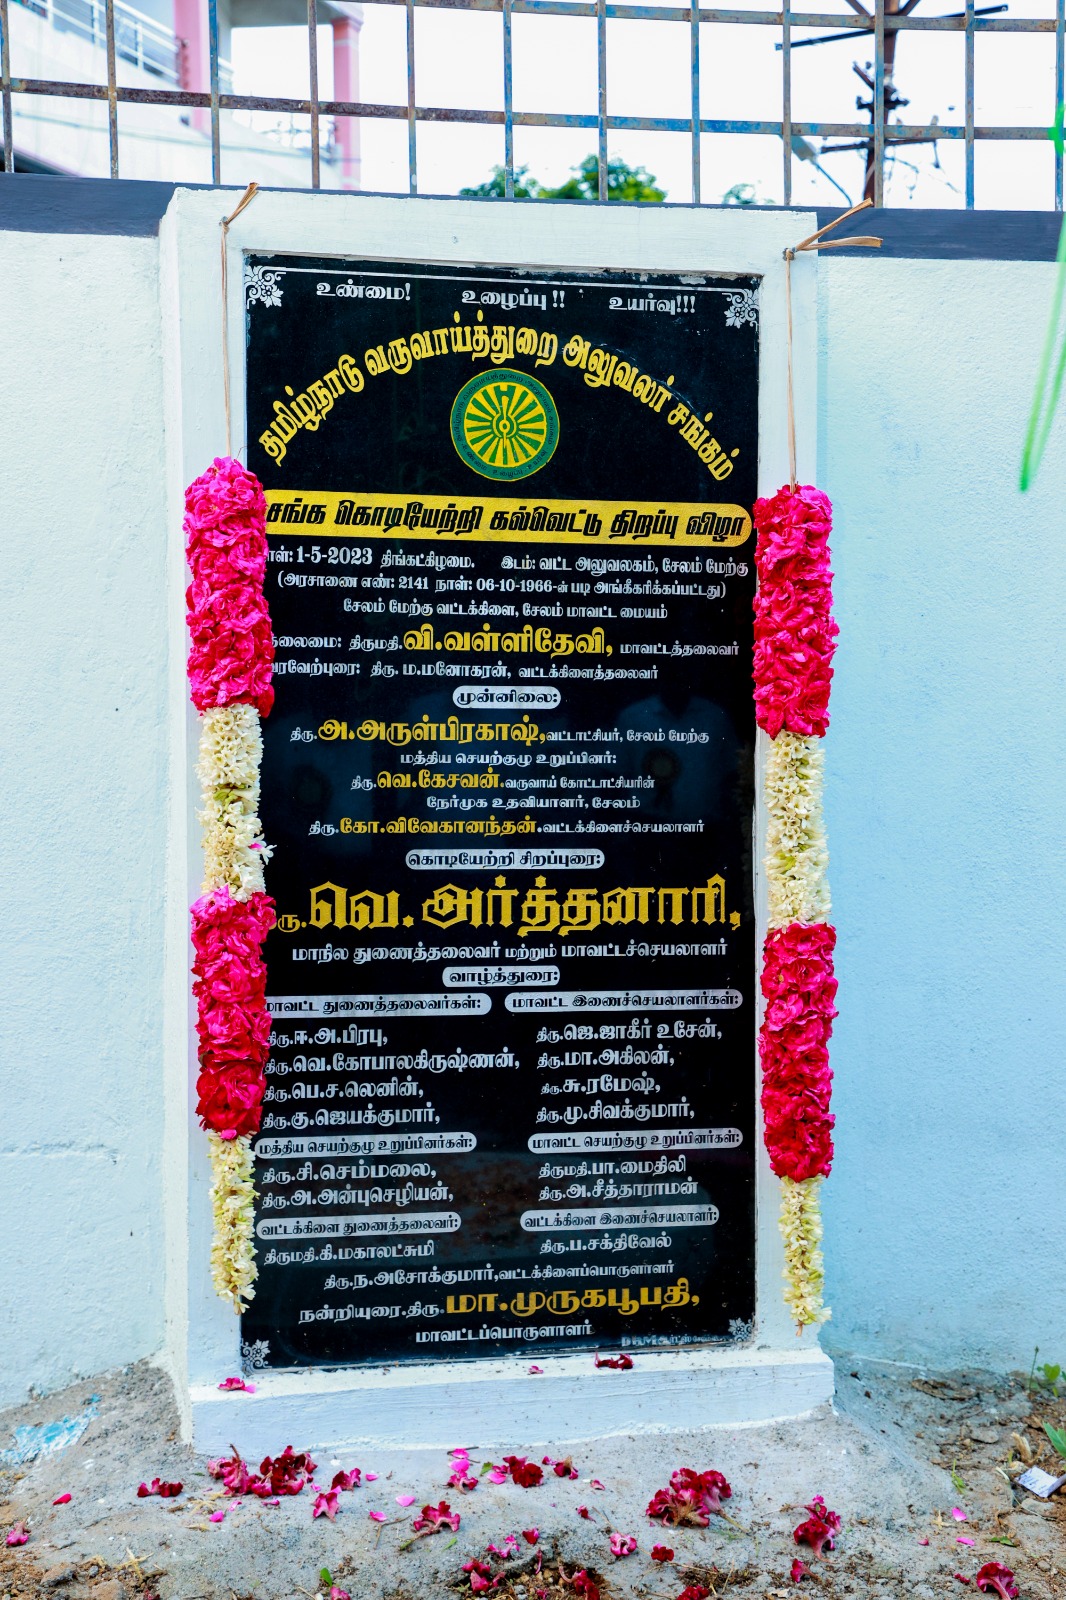 உண்மை! உழைப்பு !! உயர்வு!!!
தமிழ்நாடு வருவாய்த்துறை அலுவலர் சங்கம்
சங்க கொடியேற்றி கல்வெட்டு திறப்பு விழா
நாள்: 1-5-2023 திங்கட்கிழமை. இடம்: வட்ட அலுவலகம், சேலம் மேற்கு
(அரசாணை எண்: 2141 நாள்: 06-10-1966-ன் படி அங்கீகரிக்கப்பட்டது)
சேலம் மேற்கு வட்டக்கிளை, சேலம் மாவட்ட மையம்
தலைமை: திருமதி.வி.வள்ளிதேவி, மாவட்டத்தலைவர்
வரவேற்புரை: திரு. ம.மனோகரன், வட்டக்கிளைத்தலைவர்
முன்னிலை:
திரு.அ.அருள்பிரகாஷ்,வட்டாட்சியர், சேலம் மேற்கு
மத்திய செயற்குழு உறுப்பினர்:
திரு.வெ.கேசவன்.வருவாய் கோட்டாட்சியரின்
நேர்முக உதவியாளர், சேலம்
திரு.கோ.விவேகானந்தன்.வட்டக்கிளைச்செயலாளர்
கொடியேற்றி சிறப்புரை:
திரு.வெ.அர்த்தனாரி,
மாநில துணைத்தலைவர் மற்றும் மாவட்டச்செயலாளர்
வாழ்த்துரை:
மாவட்ட துணைத்தலைவர்கள்: மாவட்ட இணைச்செயலாளர்கள்:
திரு.ஈ.அ.பிரபு, திரு.ஜெ.ஜாகீர் உசேன்,
திரு.வெ.கோபாலகிருஷ்ணன், திரு.மா.அகிலன்,
திரு.பெ.ச.லெனின், திரு.சு.ரமேஷ்,
திரு.கு.ஜெயக்குமார், திரு.மு.சிவக்குமார்,
மத்திய செயற்குழு உறுப்பினர்கள்: மாவட்ட செயற்குழு உறுப்பினர்கள்:
திரு.சி.செம்மலை, திருமதி.பா.மைதிலி
திரு.அ.அன்புசெழியன், திரு.அ.சீத்தாராமன்
வட்டக்கிளை துணைத்தலைவர்: வட்டக்கிளை இணைச்செயலாளர்:
திருமதி.கி.மகாலட்சுமி திரு.ப.சக்திவேல்
திரு.ந.அசோக்குமார்,வட்டக்கிளைப்பொருளாளர்
நன்றியுரை.திரு.மா.முருகபூபதி,
மாவட்டப்பொருளாளர்